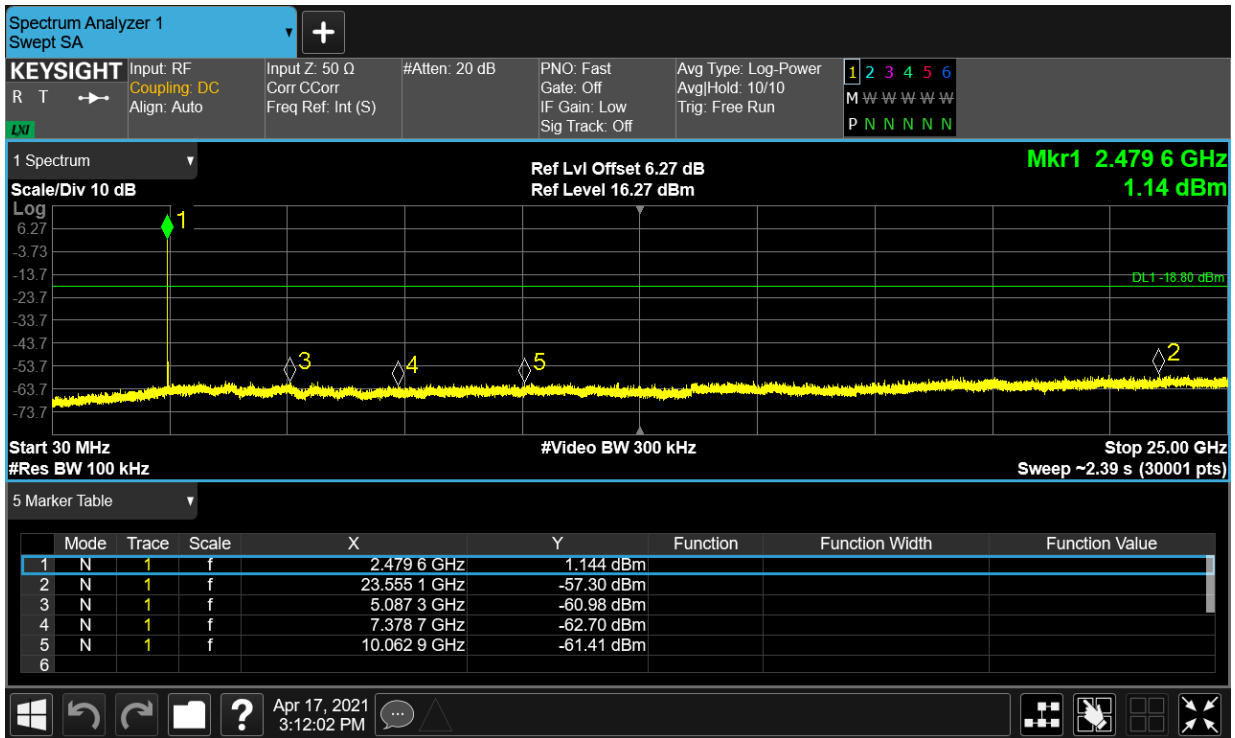 Spectrum Analyzer 1
Swept SA
KEYSIGHT
R T
LXI
Input: RF
Coupling: DC
Align: Auto
Input Z: 50 Ω
Corr CCorr
Freq Ref: Int (S)
#Atten: 20 dB
PNO: Fast
Gate: Off
IF Gain: Low
Sig Track: Off
Avg Type: Log-Power
Avg|Hold: 10/10
Trig: Free Run
1 2 3 4 5 6
M W W W W W
P N N N N N
1 Spectrum
Scale/Div 10 dB
Ref Lvl Offset 6.27 dB
Ref Level 16.27 dBm
Mkr1 2.479 6 GHz
1.14 dBm
Log
6.27
-3.73
-13.7
-23.7
-33.7
-43.7
-53.7
-63.7
-73.7
1
DL1 -18.80 dBm
3
4
5
2
Start 30 MHz
#Video BW 300 kHz
Stop 25.00 GHz
#Res BW 100 kHz
Sweep ~2.39 s (30001 pts)
5 Marker Table
Mode Trace Scale X Y Function Function Width Function Value
1 N 1 f 2.479 6 GHz 1.144 dBm
2 N 1 f 23.555 1 GHz -57.30 dBm
3 N 1 f 5.087 3 GHz -60.98 dBm
4 N 1 f 7.378 7 GHz -62.70 dBm
5 N 1 f 10.062 9 GHz -61.41 dBm
6
?
Apr 17, 2021
3:12:02 PM